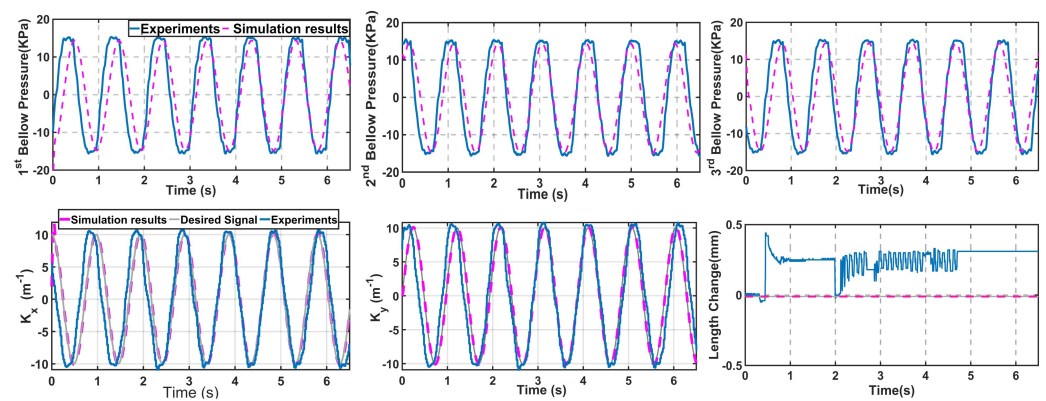 Experiments Simulation results
1st Bellow Pressure(KPa)
20
10
0
-10
-20
0 1 2 3 4 5 6
Time (s)
2nd Bellow Pressure(KPa)
20
10
0
-10
-20
0 1 2 3 4 5 6
Time (s)
3rd Bellow Pressure(KPa)
20
10
0
-10
-20
0 1 2 3 4 5 6
Time(s)
Simulation results Desired Signal Experiments
Kx (m-1)
10
5
0
-5
-10
0 1 2 3 4 5 6
Time (s)
Ky (m-1)
10
5
0
-5
-10
0 1 2 3 4 5 6
Time (s)
Length Change(mm)
0.5
0
-0.5
0 1 2 3 4 5 6
Time(s)